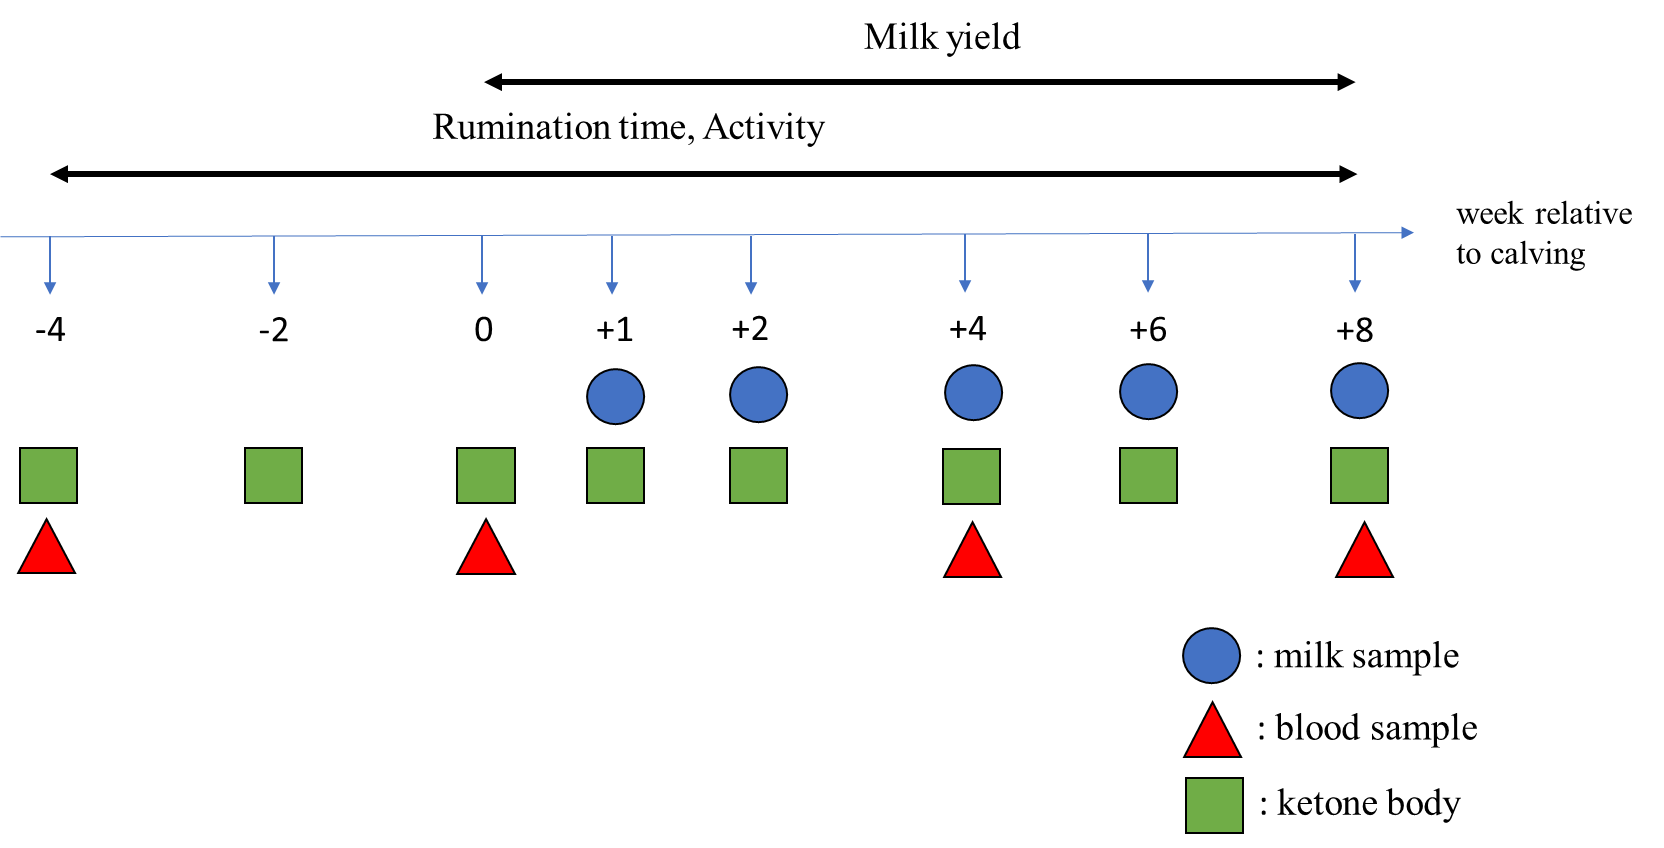 Milk yield
Rumination time, Activity
week relative
to calving
-4 -2 0 +1 +2 +4 +6 +8
: milk sample
: blood sample
: ketone body